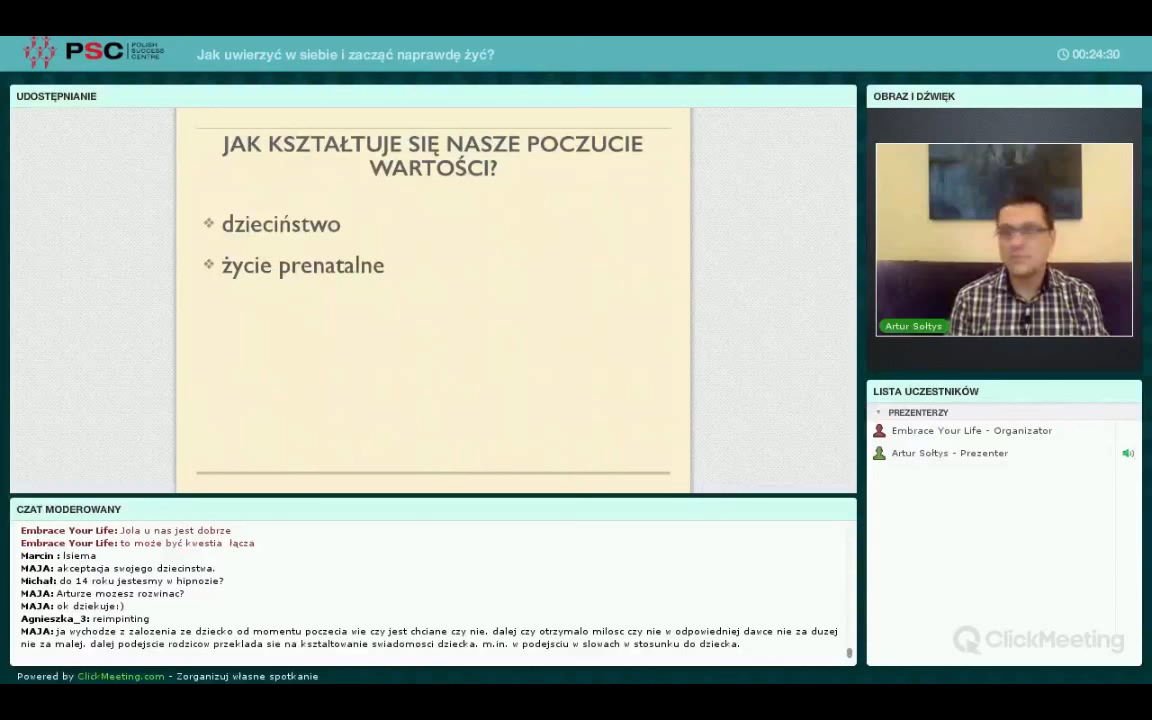 PSC POLISH SUCCESS CENTRE
Jak uwierzyć w siebie i zacząć naprawdę żyć?
00:24:30
UDOSTĘPNIANIE
JAK KSZTAŁTUJE SIĘ NASZE POCZUCIE
WARTOŚCI?
❖ dzieciństwo
❖ życie prenatalne
OBRAZ I DŹWIĘK
Artur Sołtys
LISTA UCZESTNIKÓW
PREZENTERZY
Embrace Your Life - Organizator
Artur Sołtys - Prezenter
ClickMeeting
CZAT MODEROWANY
Embrace Your Life: Jola u nas jest dobrze
Embrace Your Life: to może być kwestia łącza
Marcin : lsiema
MAJA: akceptacja swojego dziecinstwa.
Michał: do 14 roku jestesmy w hipnozie?
MAJA: Arturze mozesz rozwinac?
MAJA: ok dziekuje:)
Agnieszka_3: reimpinting
MAJA: ja wychodze z zalozenia ze dziecko od momentu poczecia wie czy jest chciane czy nie. dalej czy otrzymalo milosc czy nie w odpowiedniej dawce nie za duzej
nie za malej. dalej podejscie rodzicow przeklada sie na ksztaltowanie swiadomosci dziecka. m.in. w podejsciu w slowach w stosunku do dziecka.
Powered by ClickMeeting.com - Zorganizuj własne spotkanie